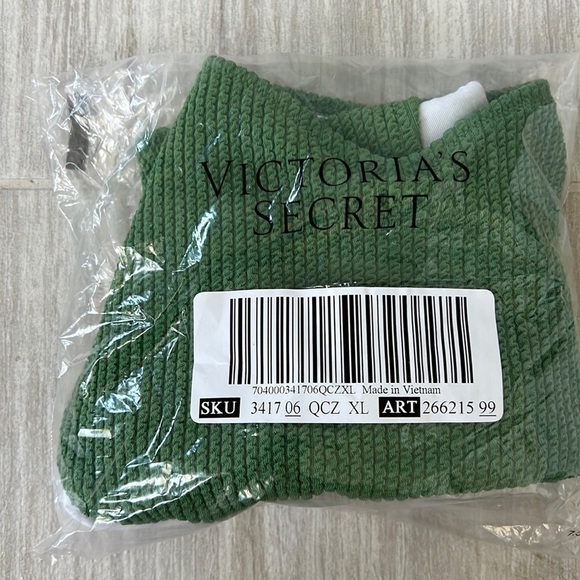 VICTORIA'S
SECRET
704000341706QCZXL Made in Vietnam
SKU 3417 06 QCZ XL ART 266215 99